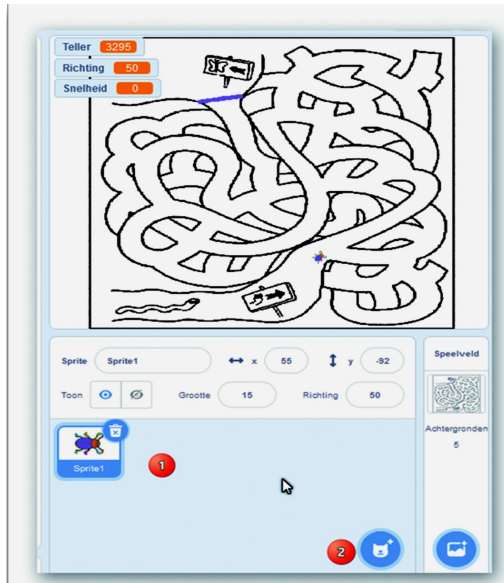 Teller 3295
Richting 50
Snelheid 0
Sprite Sprite1 x 55 y -92
Toon Grootte 15 Richting 50
Speelveld
Achtergronden
5
Sprite1
1
2